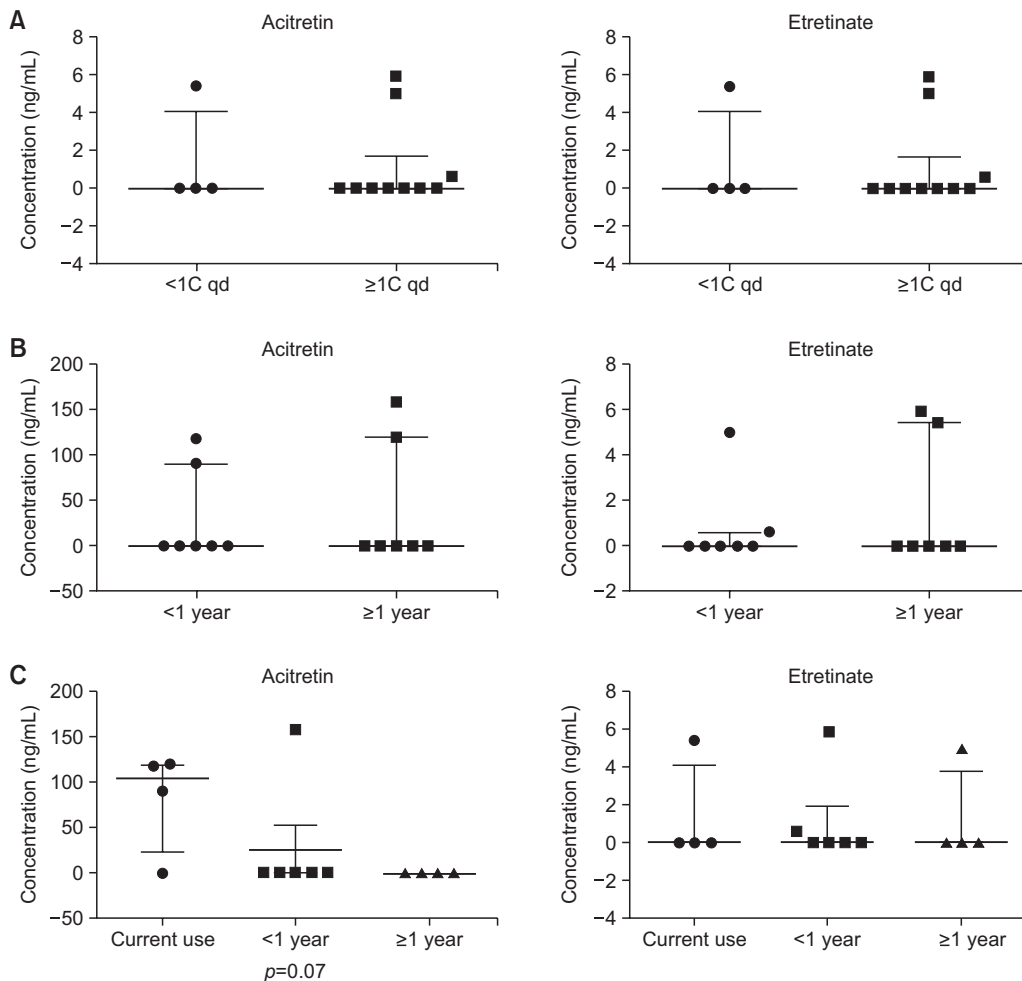 A
Acitretin
Concentration (ng/mL)
8
6
4
2
0
−2
−4
<1C qd
≥1C qd
Etretinate
Concentration (ng/mL)
8
6
4
2
0
−2
−4
<1C qd
≥1C qd
B
Acitretin
Concentration (ng/mL)
200
150
100
50
0
−50
<1 year
≥1 year
Etretinate
Concentration (ng/mL)
8
6
4
2
0
−2
<1 year
≥1 year
C
Acitretin
Concentration (ng/mL)
200
150
100
50
0
−50
Current use
<1 year
≥1 year
p=0.07
Etretinate
Concentration (ng/mL)
8
6
4
2
0
−2
−4
Current use
<1 year
≥1 year